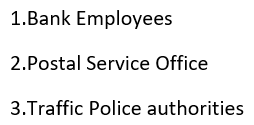 1.Bank Employees
2.Postal Service Office
3.Traffic Police authorities